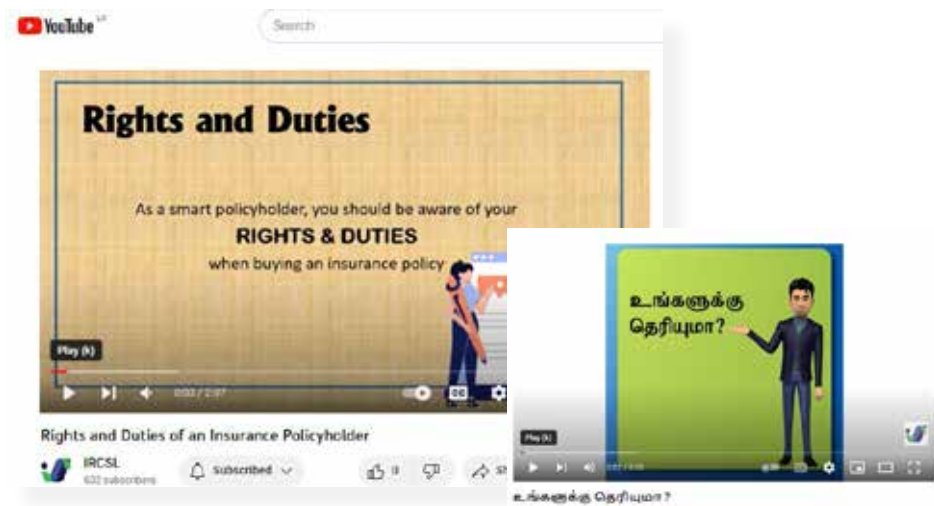 YouTube LK
Search
Rights and Duties
As a smart policyholder, you should be aware of your
RIGHTS & DUTIES
when buying an insurance policy
Play (k)
Rights and Duties of an Insurance Policyholder
IRCSL
632 subscribers
Subscribed
உங்களுக்கு
தெரியுமா?
Play (k)
உங்களுக்கு தெரியுமா?